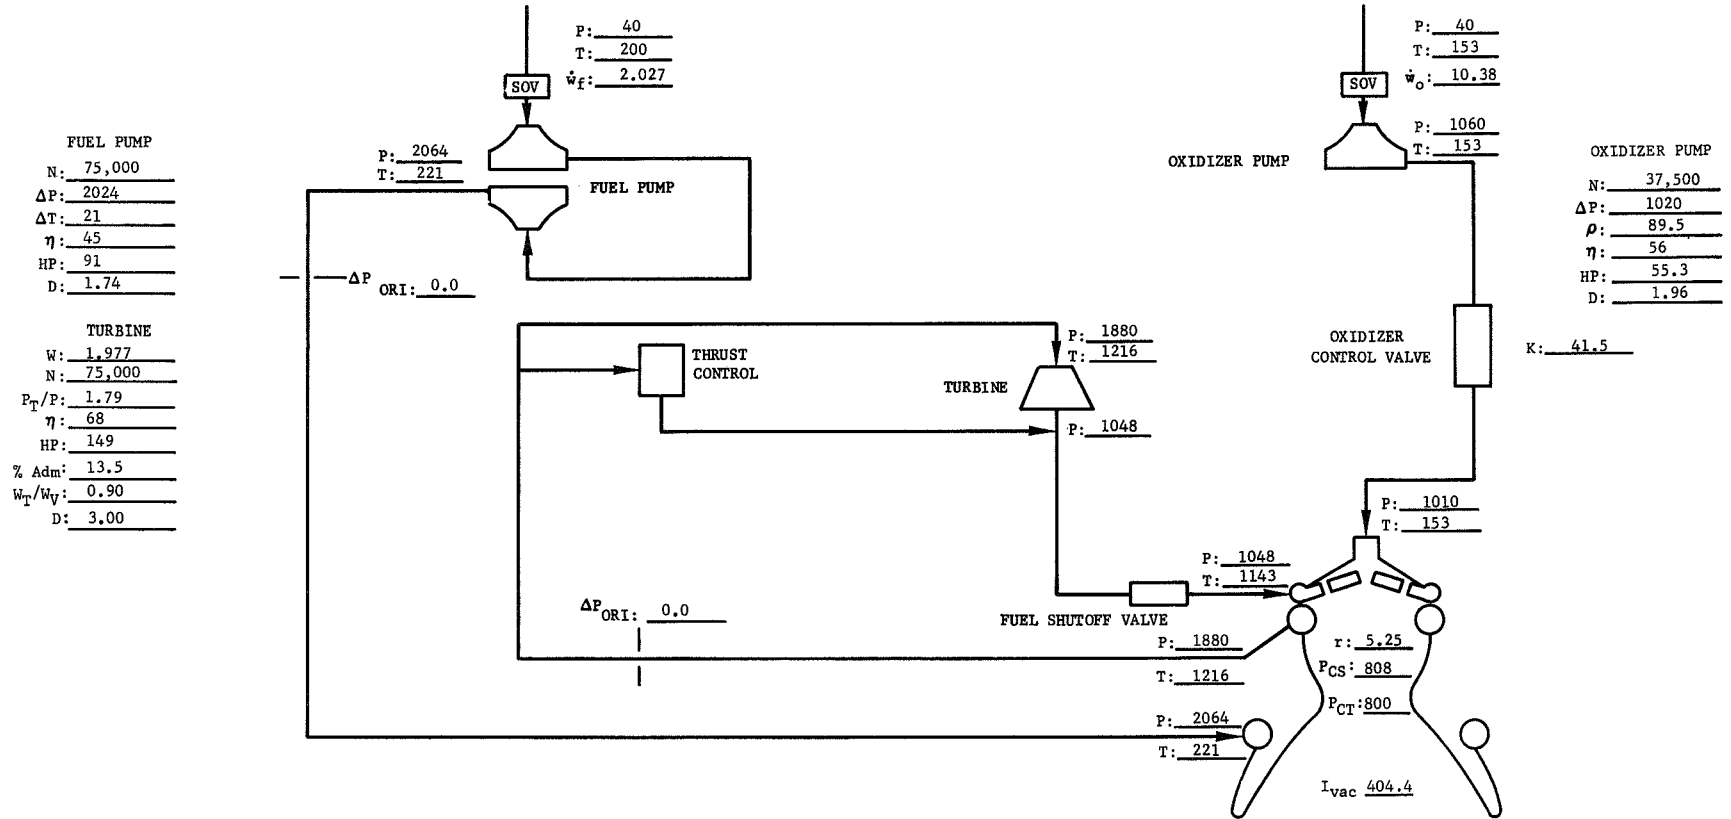 P: 40
T: 200
ẇf: 2.027
SOV
P: 40
T: 153
ẇo: 10.38
SOV
FUEL PUMP
N: 75,000
ΔP: 2024
ΔT: 21
η: 45
HP: 91
D: 1.74
P: 2064
T: 221
FUEL PUMP
OXIDIZER PUMP
P: 1060
T: 153
OXIDIZER PUMP
N: 37,500
ΔP: 1020
ρ: 89.5
η: 56
HP: 55.3
D: 1.96
ΔP ORI: 0.0
TURBINE
W: 1.977
N: 75,000
PT/P: 1.79
η: 68
HP: 149
% Adm: 13.5
WT/WV: 0.90
D: 3.00
THRUST
CONTROL
P: 1880
T: 1216
TURBINE
P: 1048
OXIDIZER
CONTROL VALVE
K: 41.5
P: 1010
T: 153
P: 1048
T: 1143
FUEL SHUTOFF VALVE
ΔPORI: 0.0
P: 1880
T: 1216
r: 5.25
PCS: 808
PCT: 800
P: 2064
T: 221
Ivac 404.4